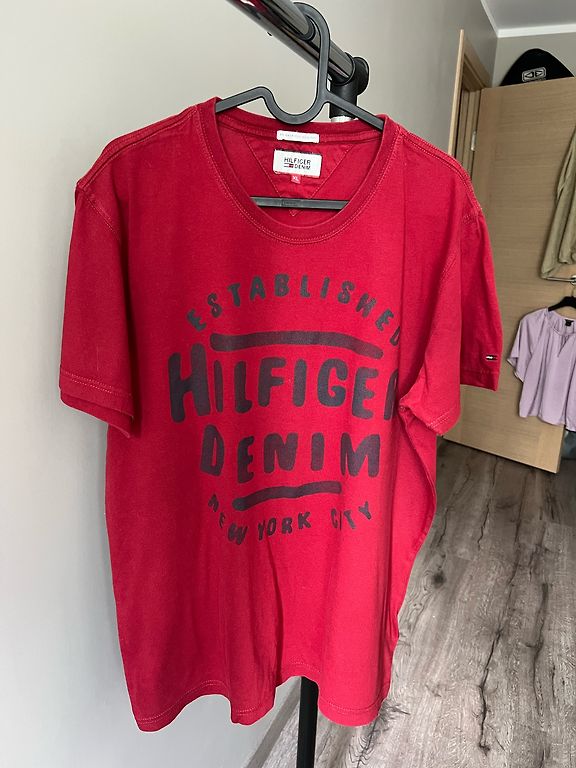 HILFIGER
DENIM
XL
ESTABLISHED
HILFIGER
DENIM
NEW YORK CITY